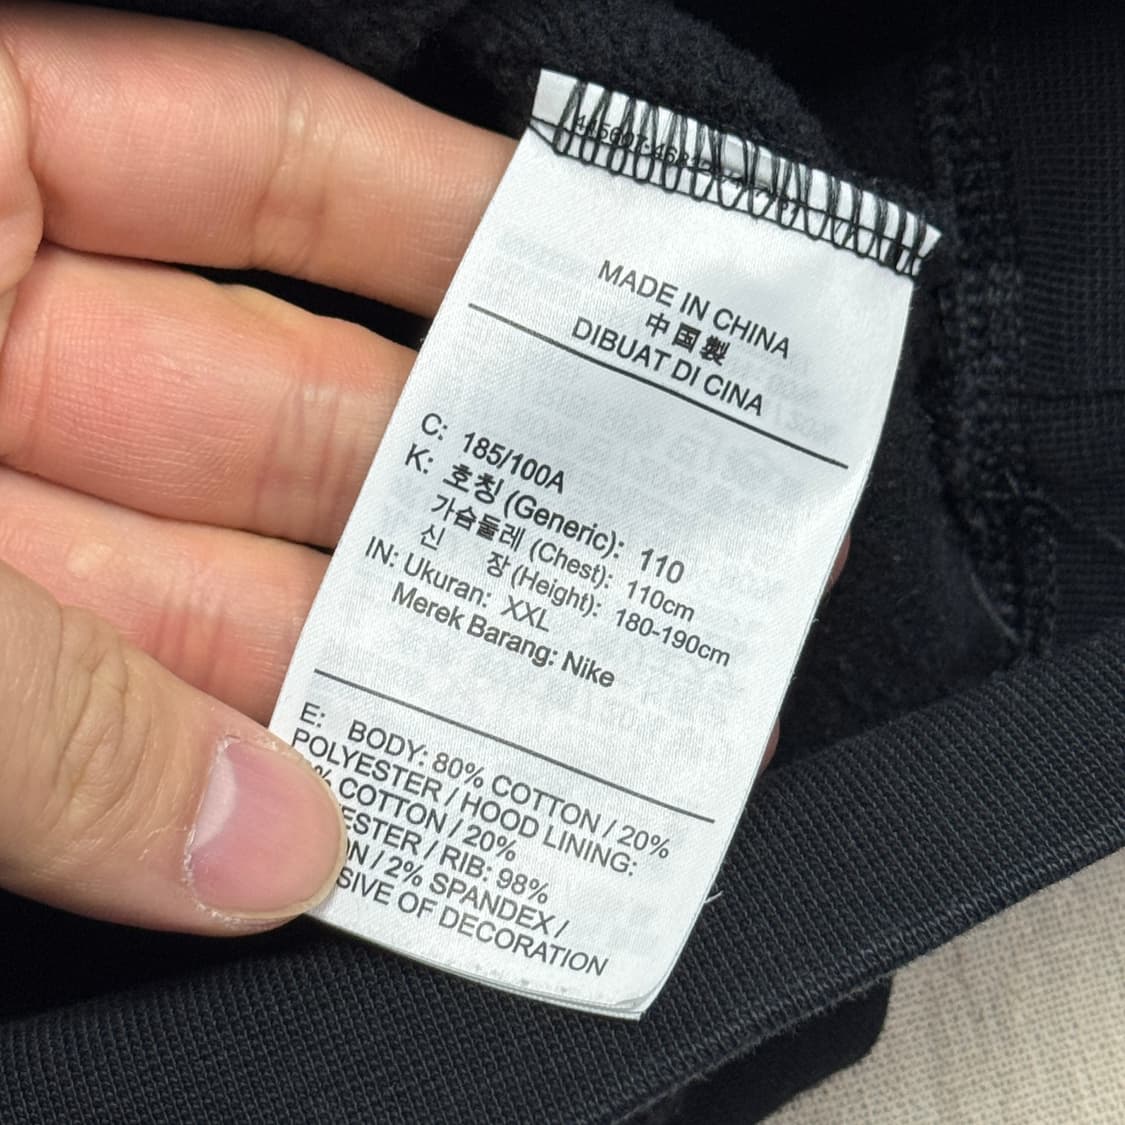 MADE IN CHINA
中国製
DIBUAT DI CINA
C: 185/100A
K: 호칭 (Generic): 110
가슴둘레 (Chest): 110cm
신 장 (Height): 180-190cm
IN: Ukuran: XXL
Merek Barang: Nike
E: BODY: 80% COTTON / 20%
POLYESTER / HOOD LINING:
% COTTON / 20%
ESTER / RIB: 98%
ON / 2% SPANDEX /
SIVE OF DECORATION